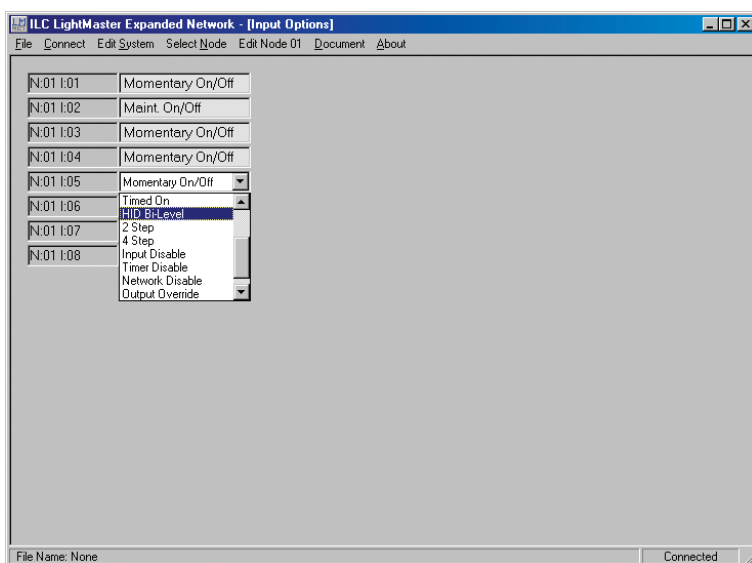 ILC LightMaster Expanded Network - [Input Options]
File Connect Edit System Select Node Edit Node 01 Document About
N:01 I:01 Momentary On/Off
N:01 I:02 Maint. On/Off
N:01 I:03 Momentary On/Off
N:01 I:04 Momentary On/Off
N:01 I:05 Momentary On/Off
N:01 I:06
N:01 I:07
N:01 I:08
Timed On
HID Bi-Level
2 Step
4 Step
Input Disable
Timer Disable
Network Disable
Output Override
File Name: None
Connected